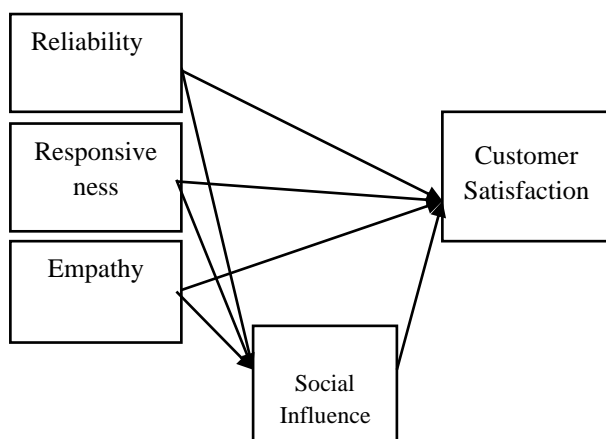 Reliability
Responsive
ness
Empathy
Customer
Satisfaction
Social
Influence